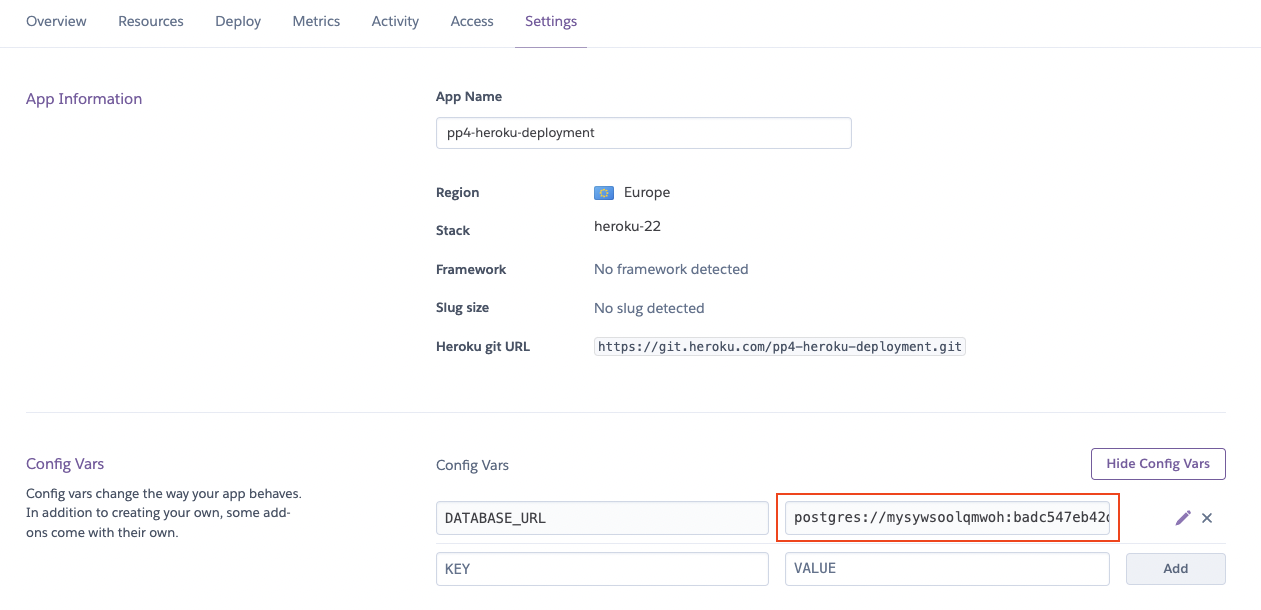 Overview Resources Deploy Metrics Activity Access Settings
App Information
App Name
pp4-heroku-deployment
Region Europe
Stack heroku-22
Framework No framework detected
Slug size No slug detected
Heroku git URL https://git.heroku.com/pp4-heroku-deployment.git
Config Vars
Config vars change the way your app behaves.
In addition to creating your own, some add-
ons come with their own.
Config Vars Hide Config Vars
DATABASE_URL postgres://mysywsoolqmwoh:badc547eb42
KEY VALUE Add